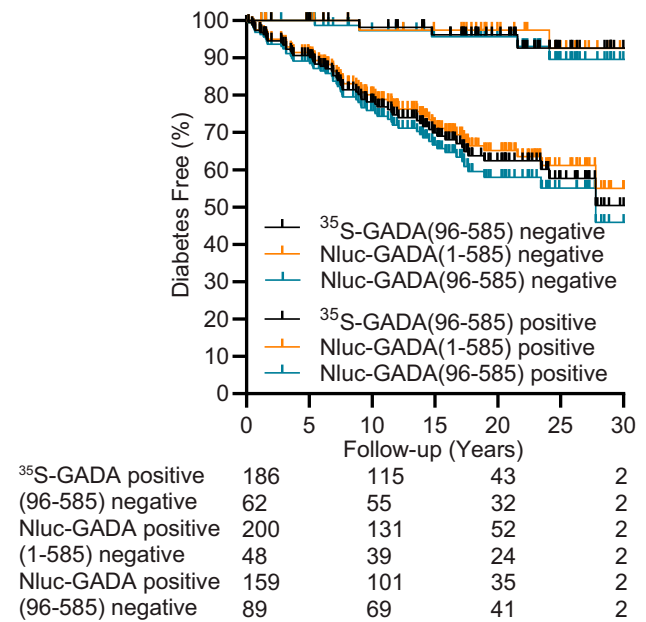 100
90
80
70
60
50
40
30
20
10
0
Diabetes Free (%)
³⁵S-GADA(96-585) negative
Nluc-GADA(1-585) negative
Nluc-GADA(96-585) negative
³⁵S-GADA(96-585) positive
Nluc-GADA(1-585) positive
Nluc-GADA(96-585) positive
0 5 10 15 20 25 30
Follow-up (Years)
³⁵S-GADA positive 186 115 43 2
(96-585) negative 62 55 32 2
Nluc-GADA positive 200 131 52 2
(1-585) negative 48 39 24 2
Nluc-GADA positive 159 101 35 2
(96-585) negative 89 69 41 2